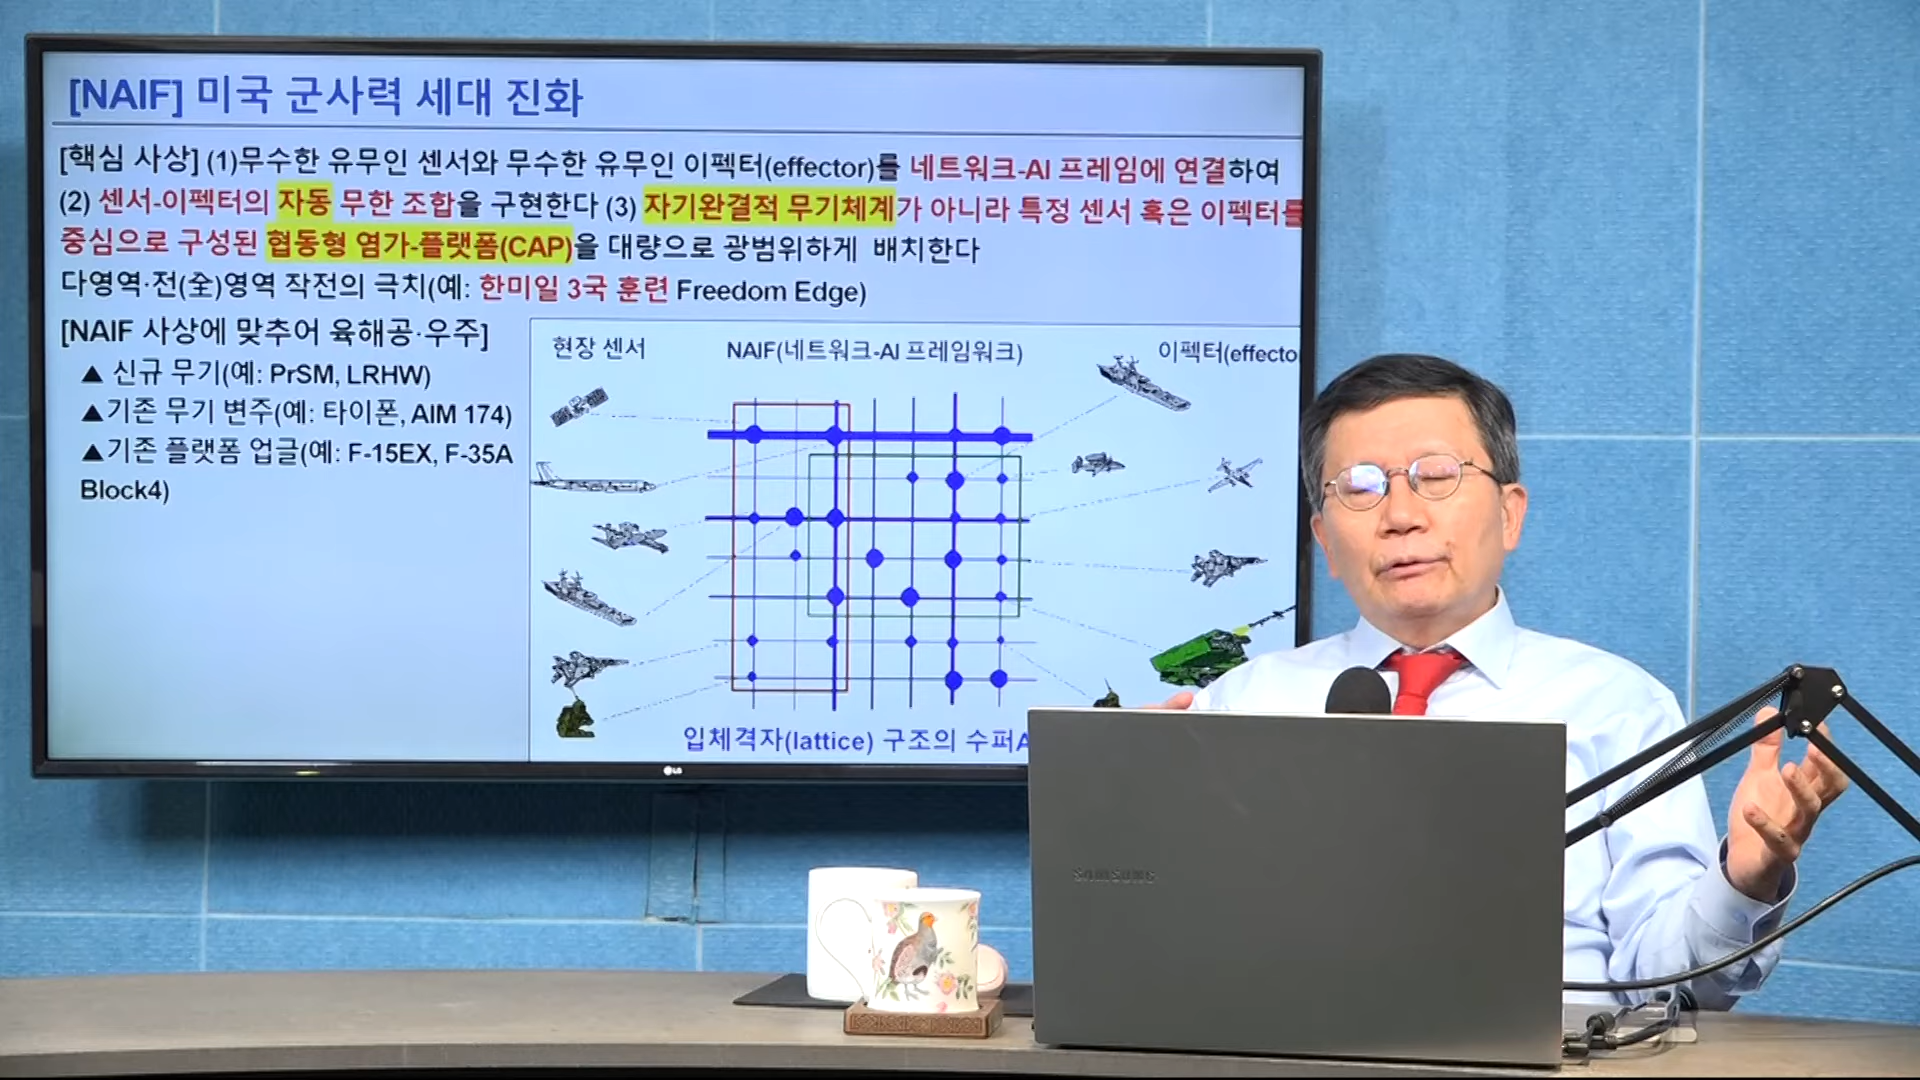 [NAIF] 미국 군사력 세대 진화
[핵심 사상] (1)무수한 유무인 센서와 무수한 유무인 이펙터(effector)를 네트워크-AI 프레임에 연결하여
(2) 센서-이펙터의 자동 무한 조합을 구현한다 (3) 자기완결적 무기체계가 아니라 특정 센서 혹은 이펙터를
중심으로 구성된 협동형 염가-플랫폼(CAP)을 대량으로 광범위하게 배치한다
다영역·전(全)영역 작전의 극치(예: 한미일 3국 훈련 Freedom Edge)
[NAIF 사상에 맞추어 육해공·우주]
▲ 신규 무기(예: PrSM, LRHW)
▲기존 무기 변주(예: 타이폰, AIM 174)
▲기존 플랫폼 업글(예: F-15EX, F-35A
Block4)
현장 센서
NAIF(네트워크-AI 프레임워크)
이펙터(effecto
입체격자(lattice) 구조의 수퍼A
LG
SAMSUNG